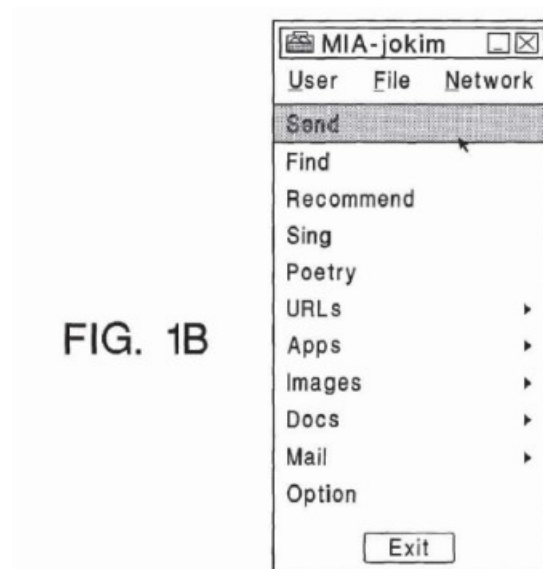 MIA-jokim
User File Network
Send
Find
Recommend
Sing
Poetry
URLs
Apps
Images
Docs
Mail
Option
Exit
FIG. 1B